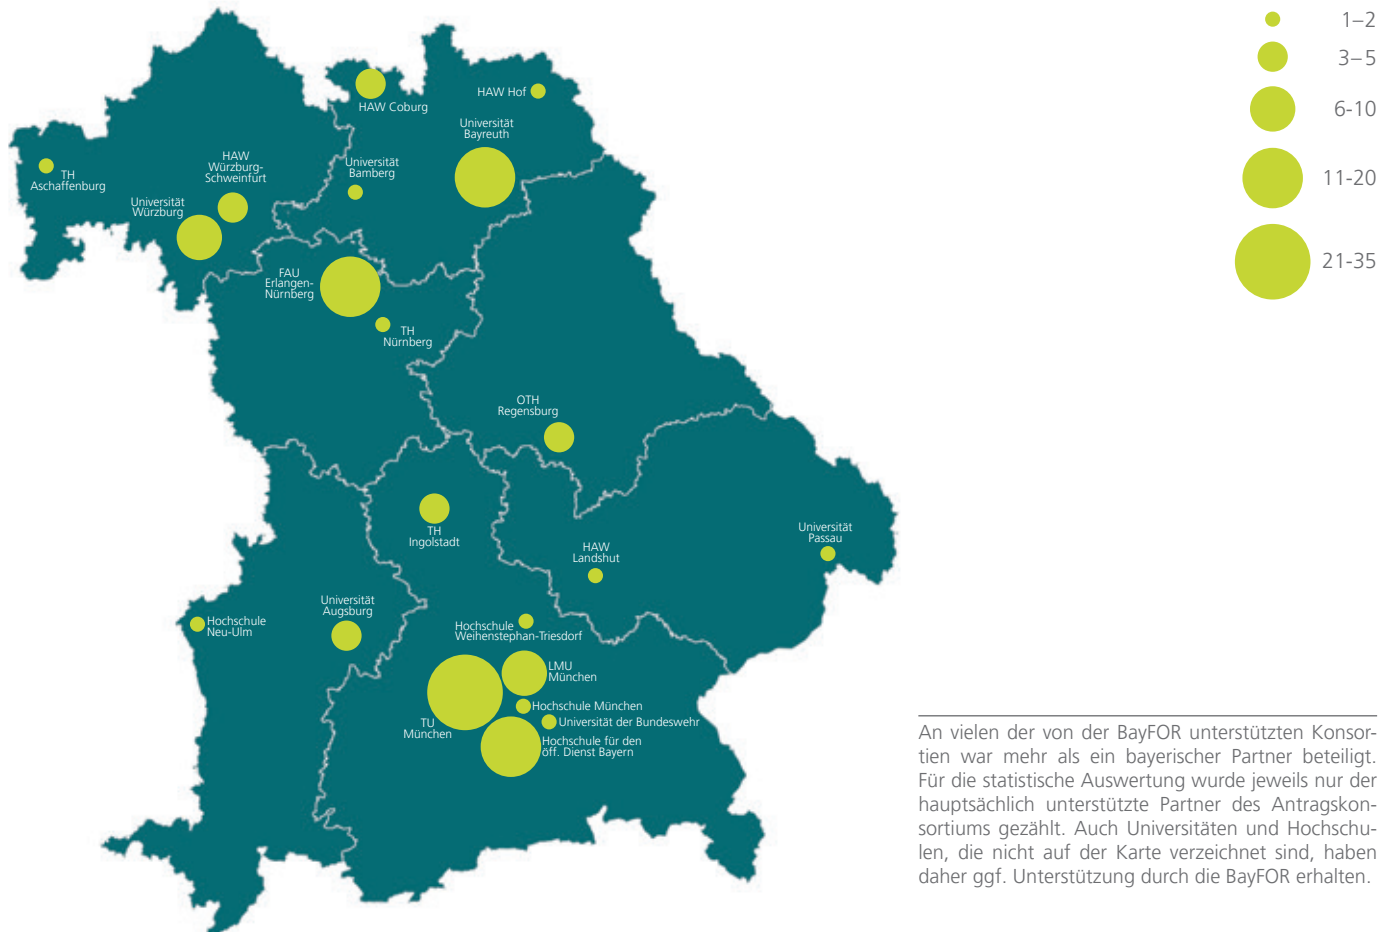 1–2
3–5
6-10
11-20
21-35
HAW Coburg
HAW Hof
Universität
Bayreuth
TH
Aschaffenburg
HAW
Würzburg-
Schweinfurt
Universität
Bamberg
Universität
Würzburg
FAU
Erlangen-
Nürnberg
TH
Nürnberg
OTH
Regensburg
TH
Ingolstadt
Universität
Passau
HAW
Landshut
Hochschule
Neu-Ulm
Universität
Augsburg
Hochschule
Weihenstephan-Triesdorf
LMU
München
Hochschule München
TU
München
Universität der Bundeswehr
Hochschule für den
öff. Dienst Bayern
An vielen der von der BayFOR unterstützten Konsor-
tien war mehr als ein bayerischer Partner beteiligt.
Für die statistische Auswertung wurde jeweils nur der
hauptsächlich unterstützte Partner des Antragskon-
sortiums gezählt. Auch Universitäten und Hochschu-
len, die nicht auf der Karte verzeichnet sind, haben
daher ggf. Unterstützung durch die BayFOR erhalten.